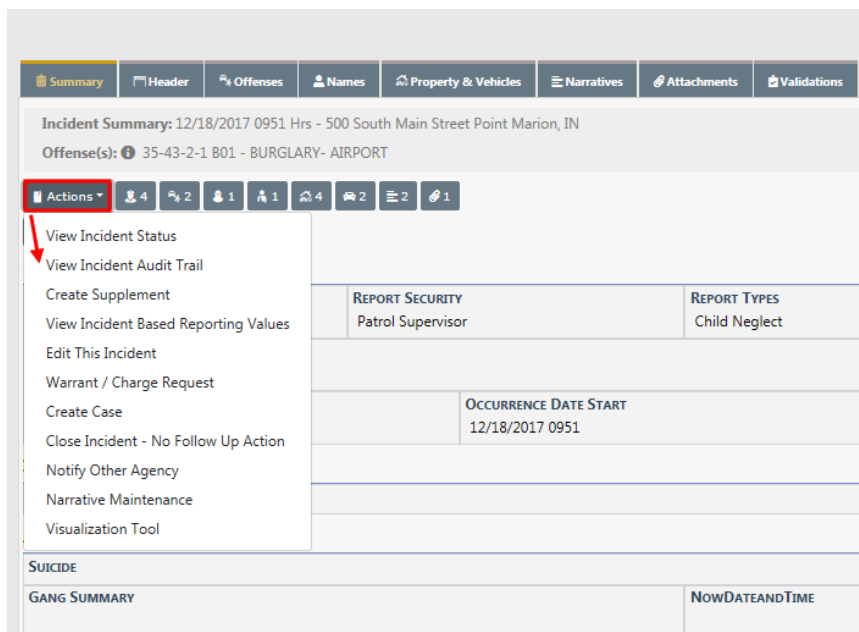 Summary Header Offenses Names Property & Vehicles Narratives Attachments Validations
Incident Summary: 12/18/2017 0951 Hrs - 500 South Main Street Point Marion, IN
Offense(s): 35-43-2-1 B01 - BURGLARY- AIRPORT
Actions 4 2 1 1 4 2 2 1
View Incident Status
View Incident Audit Trail
Create Supplement
View Incident Based Reporting Values
Edit This Incident
Warrant / Charge Request
Create Case
Close Incident - No Follow Up Action
Notify Other Agency
Narrative Maintenance
Visualization Tool
REPORT SECURITY REPORT TYPES
Patrol Supervisor Child Neglect
OCCURRENCE DATE START
12/18/2017 0951
SUICIDE
GANG SUMMARY NOWDATEANDTIME